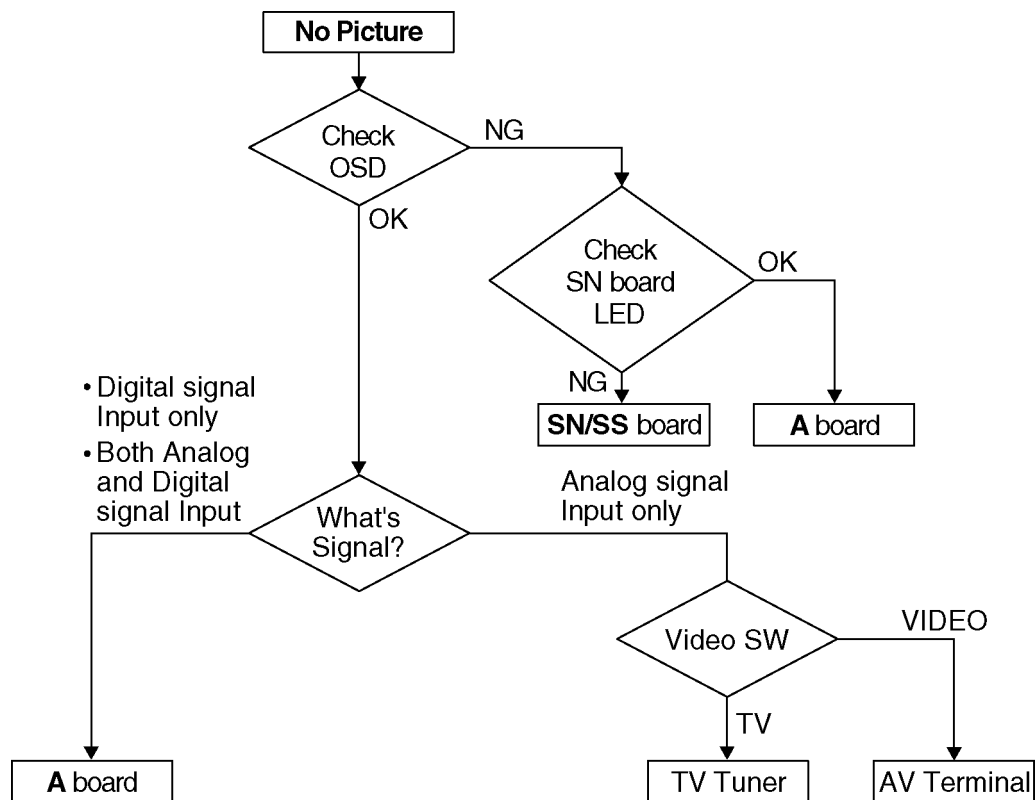 No Picture
Check
OSD
NG
OK
Check
SN board
LED
OK
NG
SN/SS board
A board
• Digital signal
Input only
• Both Analog
and Digital
signal Input
What's
Signal?
Analog signal
Input only
Video SW
VIDEO
TV
A board
TV Tuner
AV Terminal